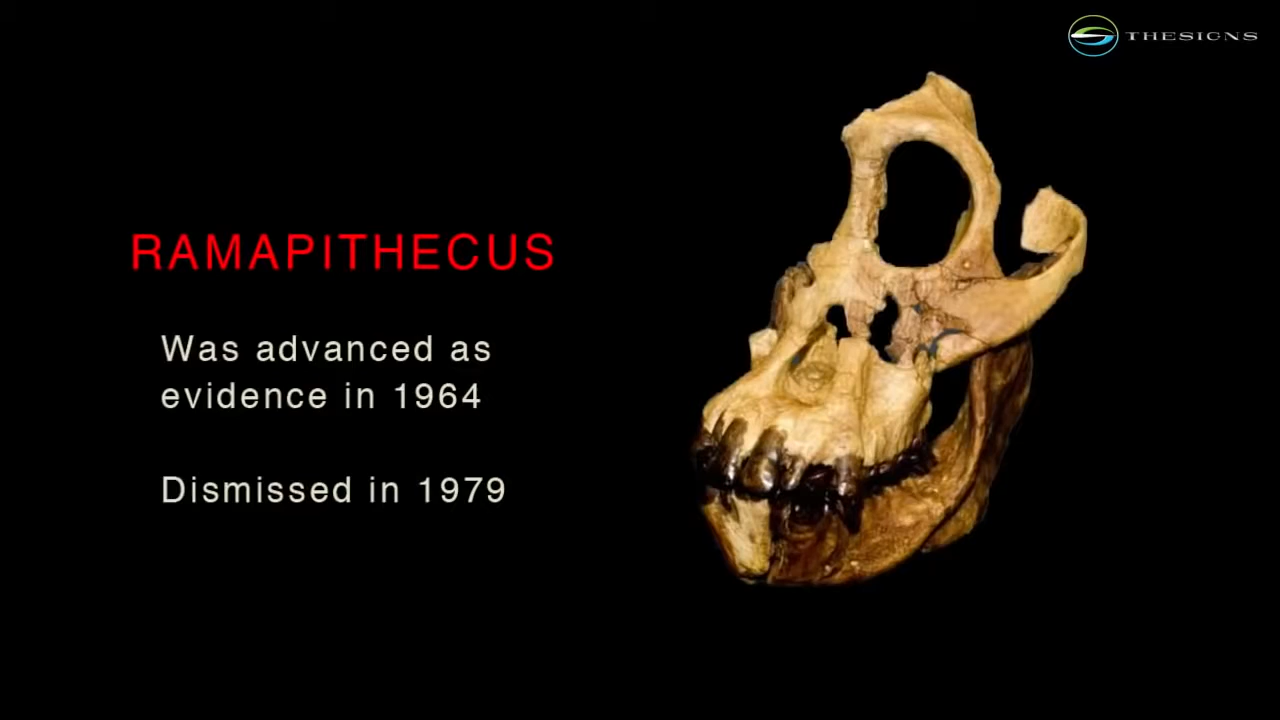 THESIGNS
RAMAPITHECUS
Was advanced as
evidence in 1964
Dismissed in 1979